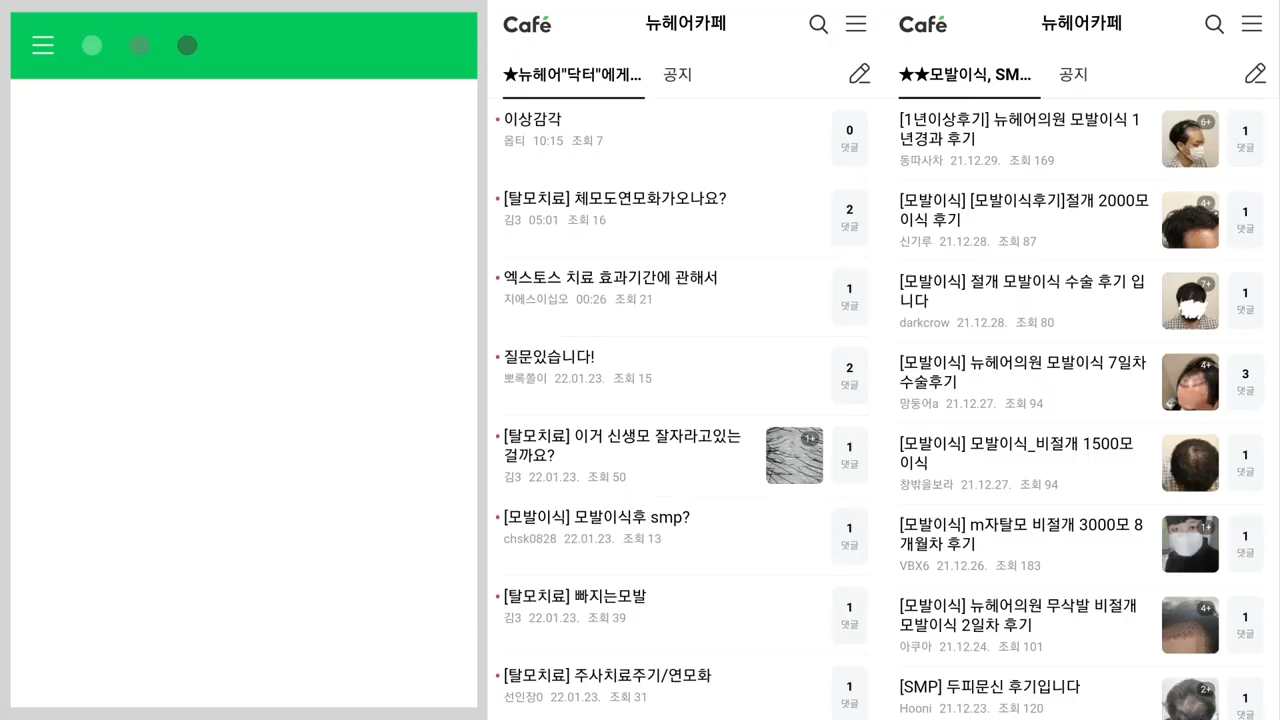 Café
뉴헤어카페
★뉴헤어"닥터"에게...
공지
이상감각
옵티 10:15 조회 7
0
댓글
[탈모치료] 체모도연모화가오나요?
김3 05:01 조회 16
2
댓글
엑스토스 치료 효과기간에 관해서
지에스이십오 00:26 조회 21
1
댓글
질문있습니다!
뽀록쫄이 22.01.23. 조회 15
2
댓글
[탈모치료] 이거 신생모 잘자라고있는
걸까요?
김3 22.01.23. 조회 50
1+
1
댓글
[모발이식] 모발이식후 smp?
chsk0828 22.01.23. 조회 13
1
댓글
[탈모치료] 빠지는모발
김3 22.01.23. 조회 39
1
댓글
[탈모치료] 주사치료주기/연모화
선인장0 22.01.23. 조회 31
1
댓글
Café
뉴헤어카페
★★모발이식, SM...
공지
[1년이상후기] 뉴헤어의원 모발이식 1
년경과 후기
동따사차 21.12.29. 조회 169
6+
1
댓글
[모발이식] [모발이식후기]절개 2000모
이식 후기
신기루 21.12.28. 조회 87
4+
1
댓글
[모발이식] 절개 모발이식 수술 후기 입
니다
darkcrow 21.12.28. 조회 80
7+
1
댓글
[모발이식] 뉴헤어의원 모발이식 7일차
수술후기
망둥어a 21.12.27. 조회 94
4+
3
댓글
[모발이식] 모발이식_비절개 1500모
이식
창밖을보라 21.12.27. 조회 94
1
댓글
[모발이식] m자탈모 비절개 3000모 8
개월차 후기
VBX6 21.12.26. 조회 183
1+
1
댓글
[모발이식] 뉴헤어의원 무삭발 비절개
모발이식 2일차 후기
아쿠아 21.12.24. 조회 101
4+
1
댓글
[SMP] 두피문신 후기입니다
Hooni 21.12.23. 조회 120
2+
1
댓글